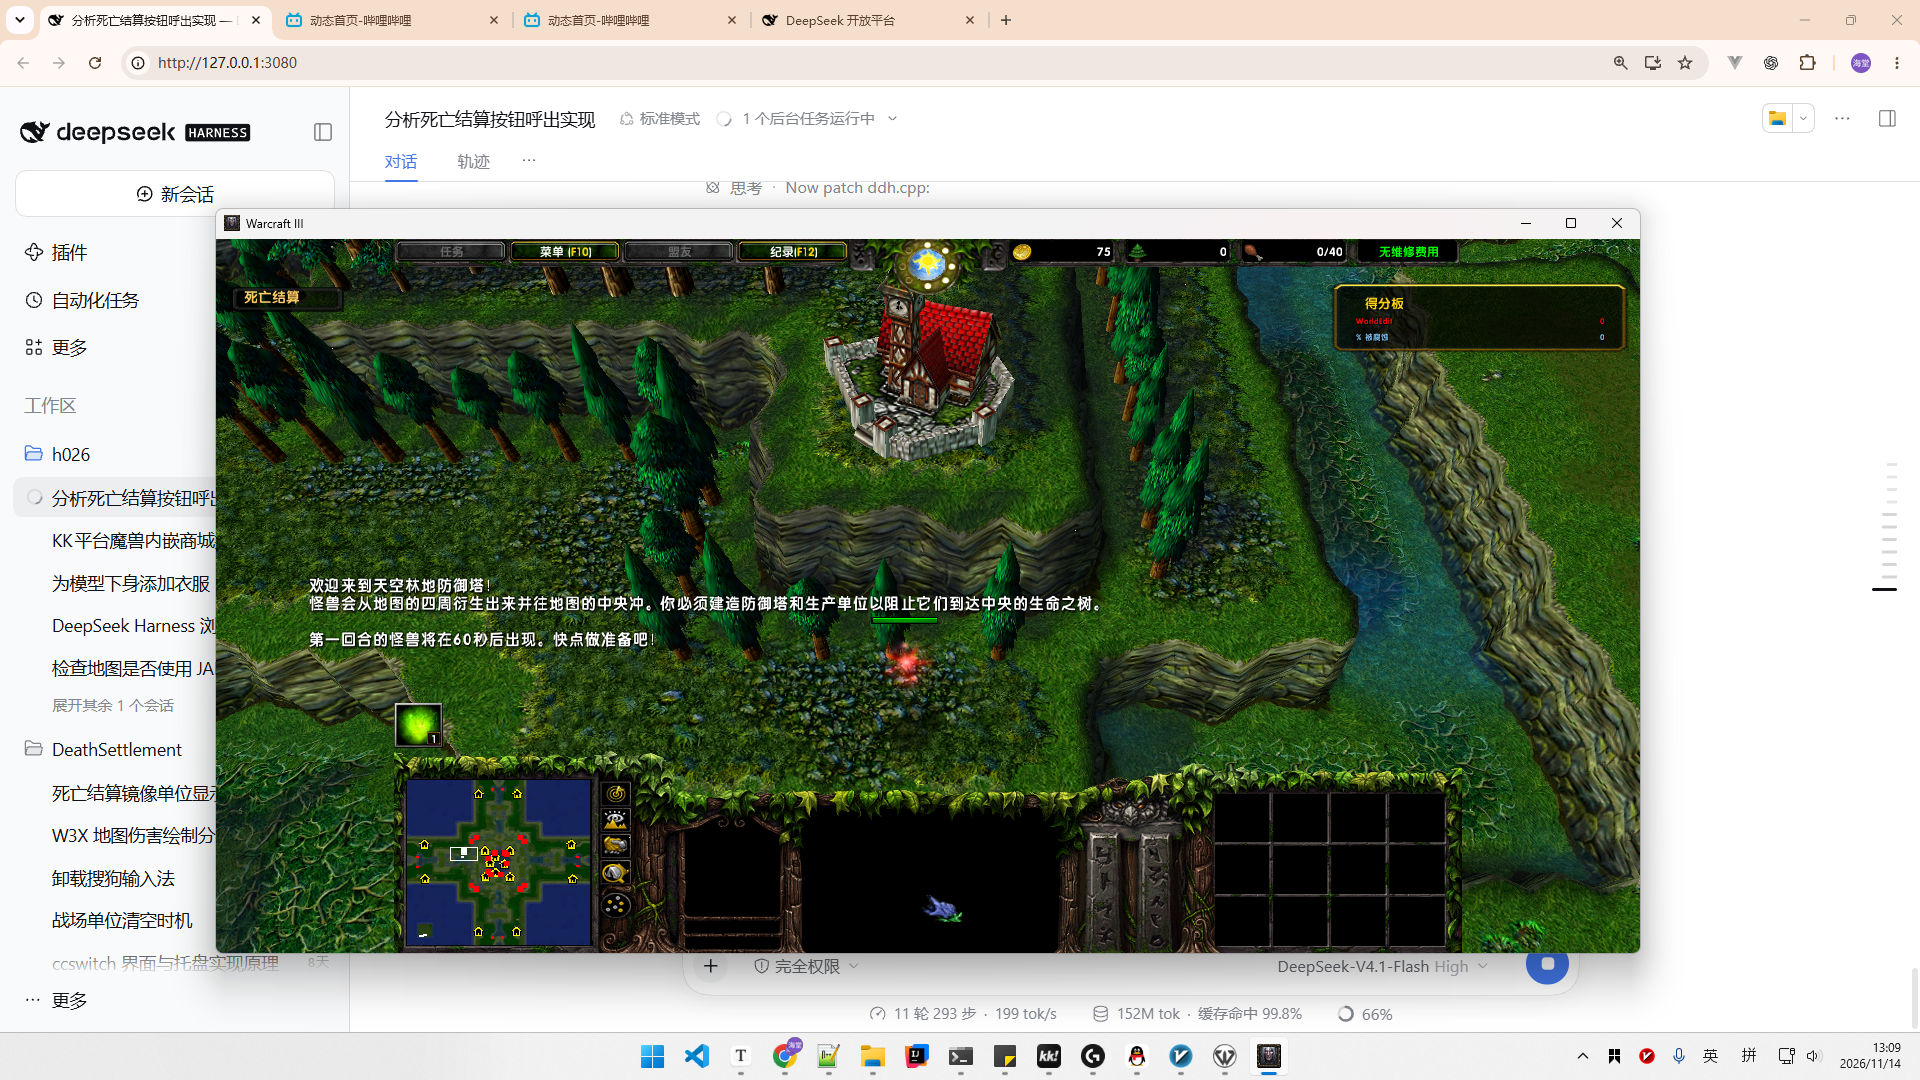 分析死亡结算按钮呼出实现 —
动态首页-哔哩哔哩
动态首页-哔哩哔哩
DeepSeek 开放平台
http://127.0.0.1:3080
海堂
deepseek HARNESS
新会话
插件
自动化任务
更多
工作区
h026
分析死亡结算按钮呼出
KK平台魔兽内嵌商城
为模型下身添加衣服
DeepSeek Harness 浏
检查地图是否使用 JA
展开其余 1 个会话
DeathSettlement
死亡结算镜像单位显示
W3X 地图伤害绘制分
卸载搜狗输入法
战场单位清空时机
ccswitch 界面与托盘实现原理 8天
更多
分析死亡结算按钮呼出实现
标准模式
1 个后台任务运行中
对话
轨迹
思考 · Now patch ddh.cpp:
Warcraft III
任务
菜单 (F10)
盟友
纪录(F12)
75
0
0/40
无维修费用
死亡结算
得分板
WorldEdit 0
% 被腐蚀 0
欢迎来到天空林地防御塔!
怪兽会从地图的四周衍生出来并往地图的中央冲。你必须建造防御塔和生产单位以阻止它们到达中央的生命之树。
第一回合的怪兽将在60秒后出现。快点做准备吧!
1
完全权限
DeepSeek-V4.1-Flash High
11 轮 293 步 · 199 tok/s
152M tok · 缓存命中 99.8%
66%
海堂
kk!
英
拼
13:09
2026/11/14